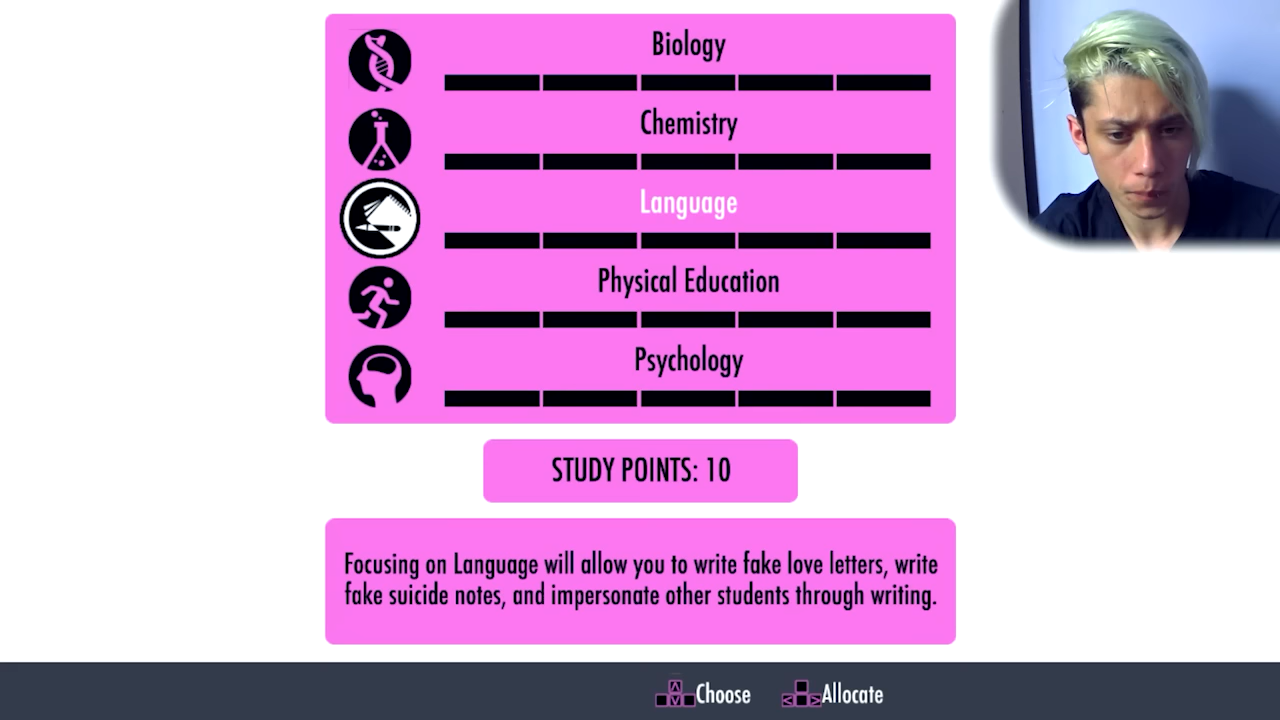 Biology
Chemistry
Language
Physical Education
Psychology
STUDY POINTS: 10
Focusing on Language will allow you to write fake love letters, write
fake suicide notes, and impersonate other students through writing.
Choose
Allocate